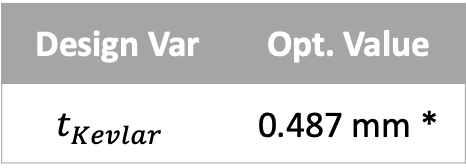 Design Var Opt. Value
t_Kevlar 0.487 mm *